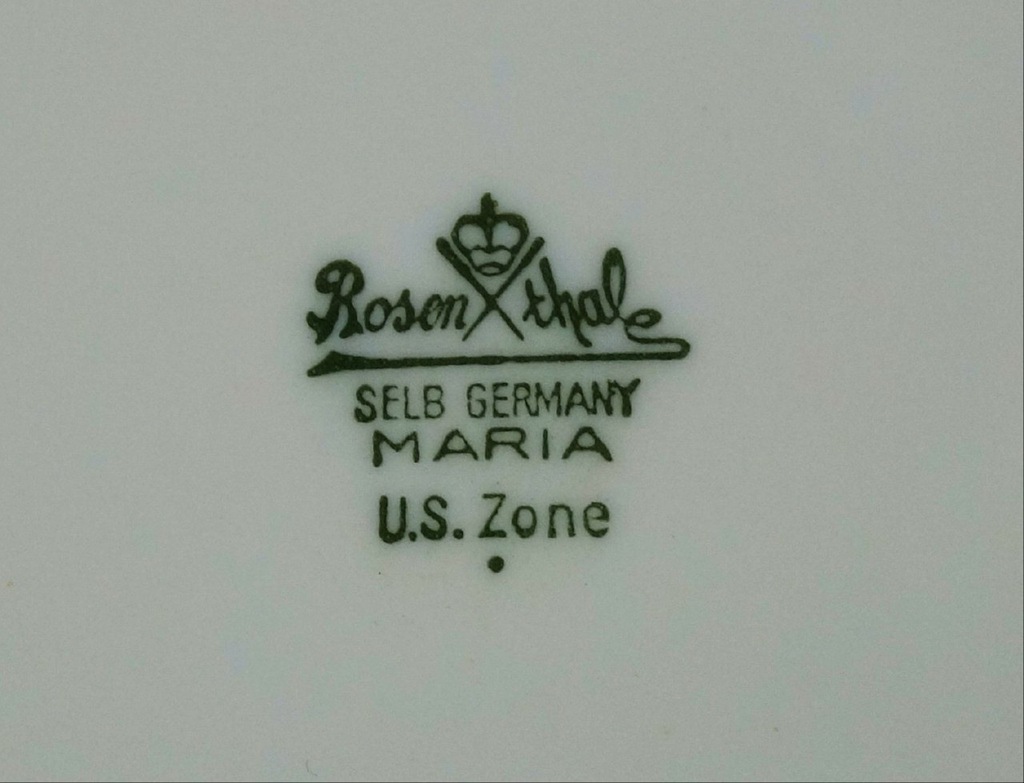 Rosenthal
SELB GERMANY
MARIA
U.S. Zone